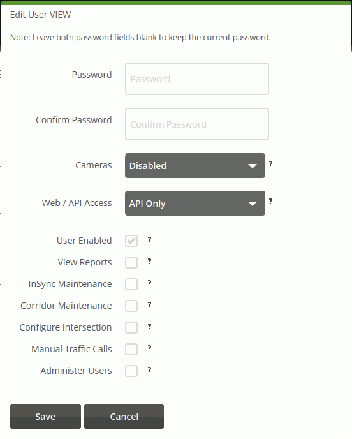 Edit User VIEW
Note: Leave both password fields blank to keep the current password.
Password
Password
Confirm Password
Confirm Password
Cameras
Disabled
?
Web / API Access
API Only
?
User Enabled
?
View Reports
?
InSync Maintenance
?
Corridor Maintenance
?
Configure Intersection
?
Manual Traffic Calls
?
Administer Users
?
Save
Cancel